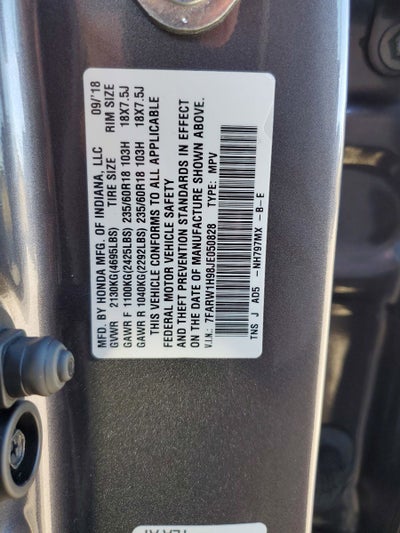 MFD. BY HONDA MFG. OF INDIANA, LLC 09/'18
GVWR 2130KG(4695LBS) TIRE SIZE RIM SIZE
GAWR F 1100KG(2425LBS) 235/60R18 103H 18X7.5J
GAWR R 1040KG(2292LBS) 235/60R18 103H 18X7.5J
THIS VEHICLE CONFORMS TO ALL APPLICABLE
FEDERAL MOTOR VEHICLE SAFETY
AND THEFT PREVENTION STANDARDS IN EFFECT
ON THE DATE OF MANUFACTURE SHOWN ABOVE.
V.I.N.: 7FARW1H98JE050828 TYPE: MPV
TNS J AD5 -NH797MX -B-E